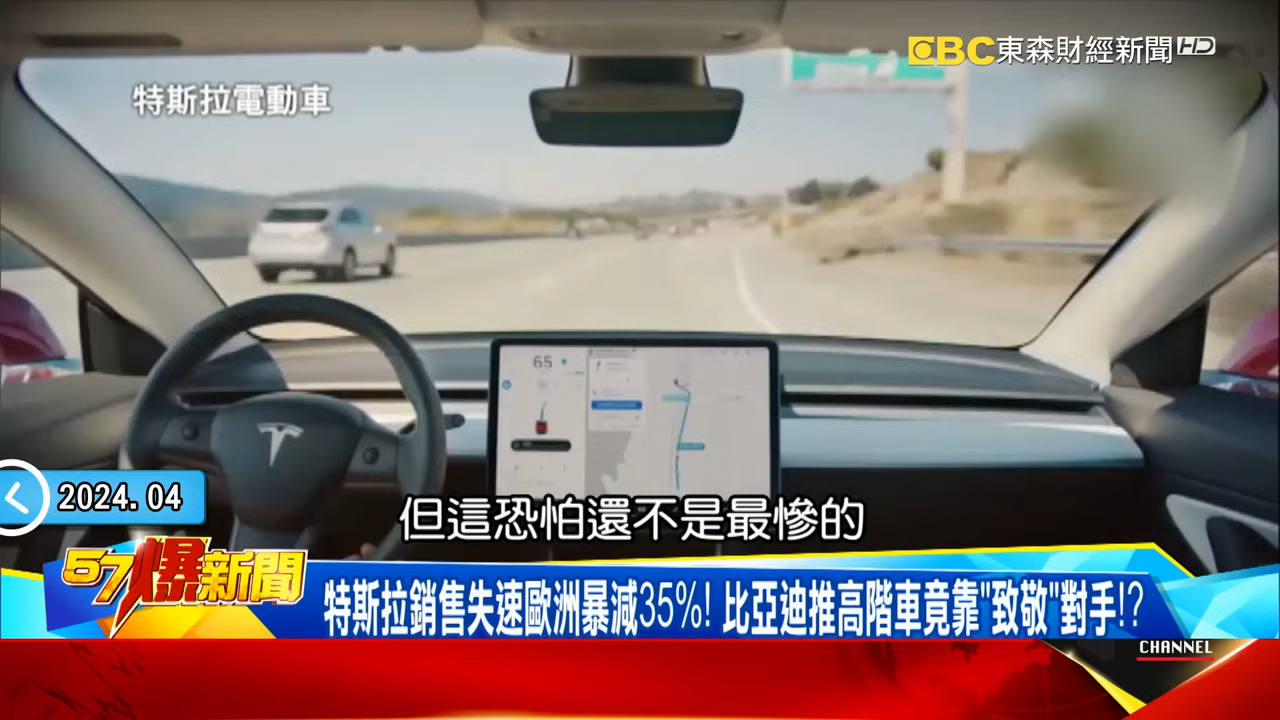 EBC東森財經新聞HD
特斯拉電動車
65
2024.04
但這恐怕還不是最慘的
57爆新聞
特斯拉銷售失速歐洲暴減35%! 比亞迪推高階車竟靠"致敬"對手!?
CHANNEL